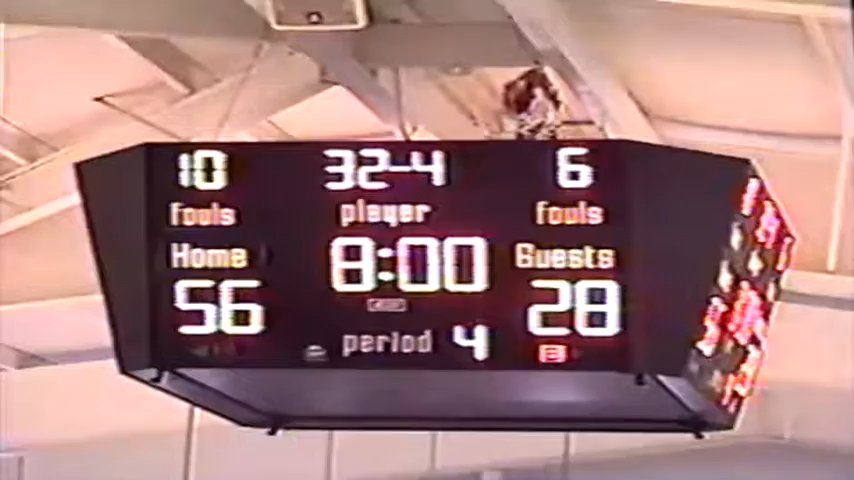 10 32-4 6
fouls player fouls
Home 8:00 Guests
56 28
period 4
B